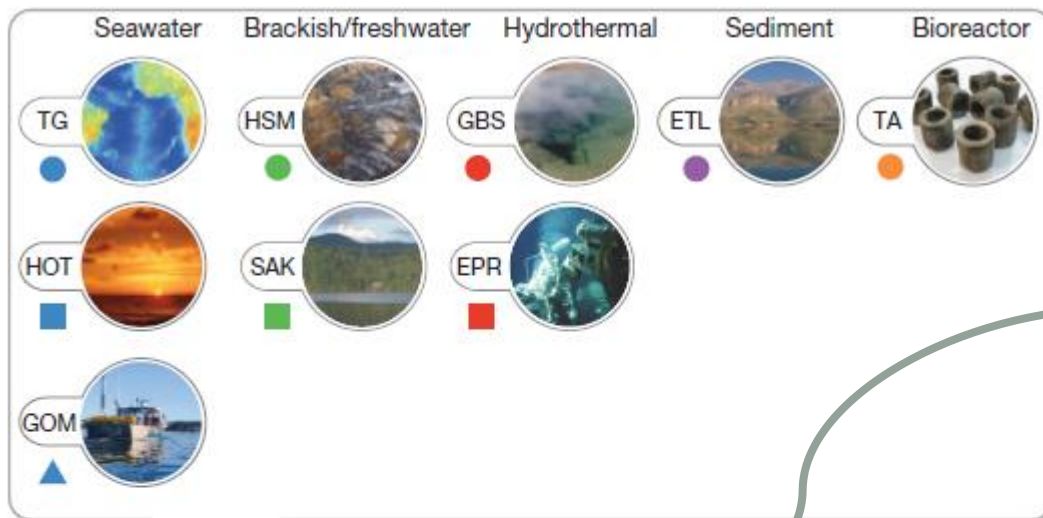 Seawater Brackish/freshwater Hydrothermal Sediment Bioreactor
TG HSM GBS ETL TA
HOT SAK EPR
GOM